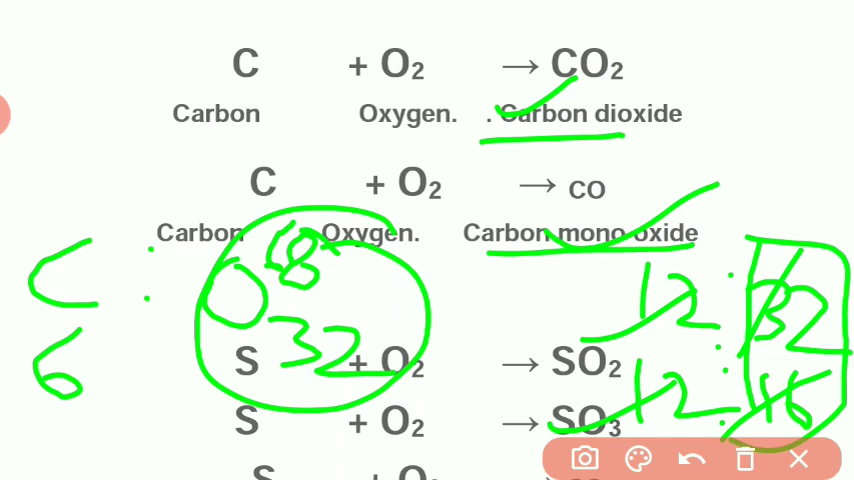 C + O₂ → CO₂
Carbon Oxygen. . Carbon dioxide
C + O₂ → CO
Carbon Oxygen. Carbon mono oxide
C : O 8 12 : 32
6 32 12 : 16
S + O₂ → SO₂
S + O₂ → SO₃